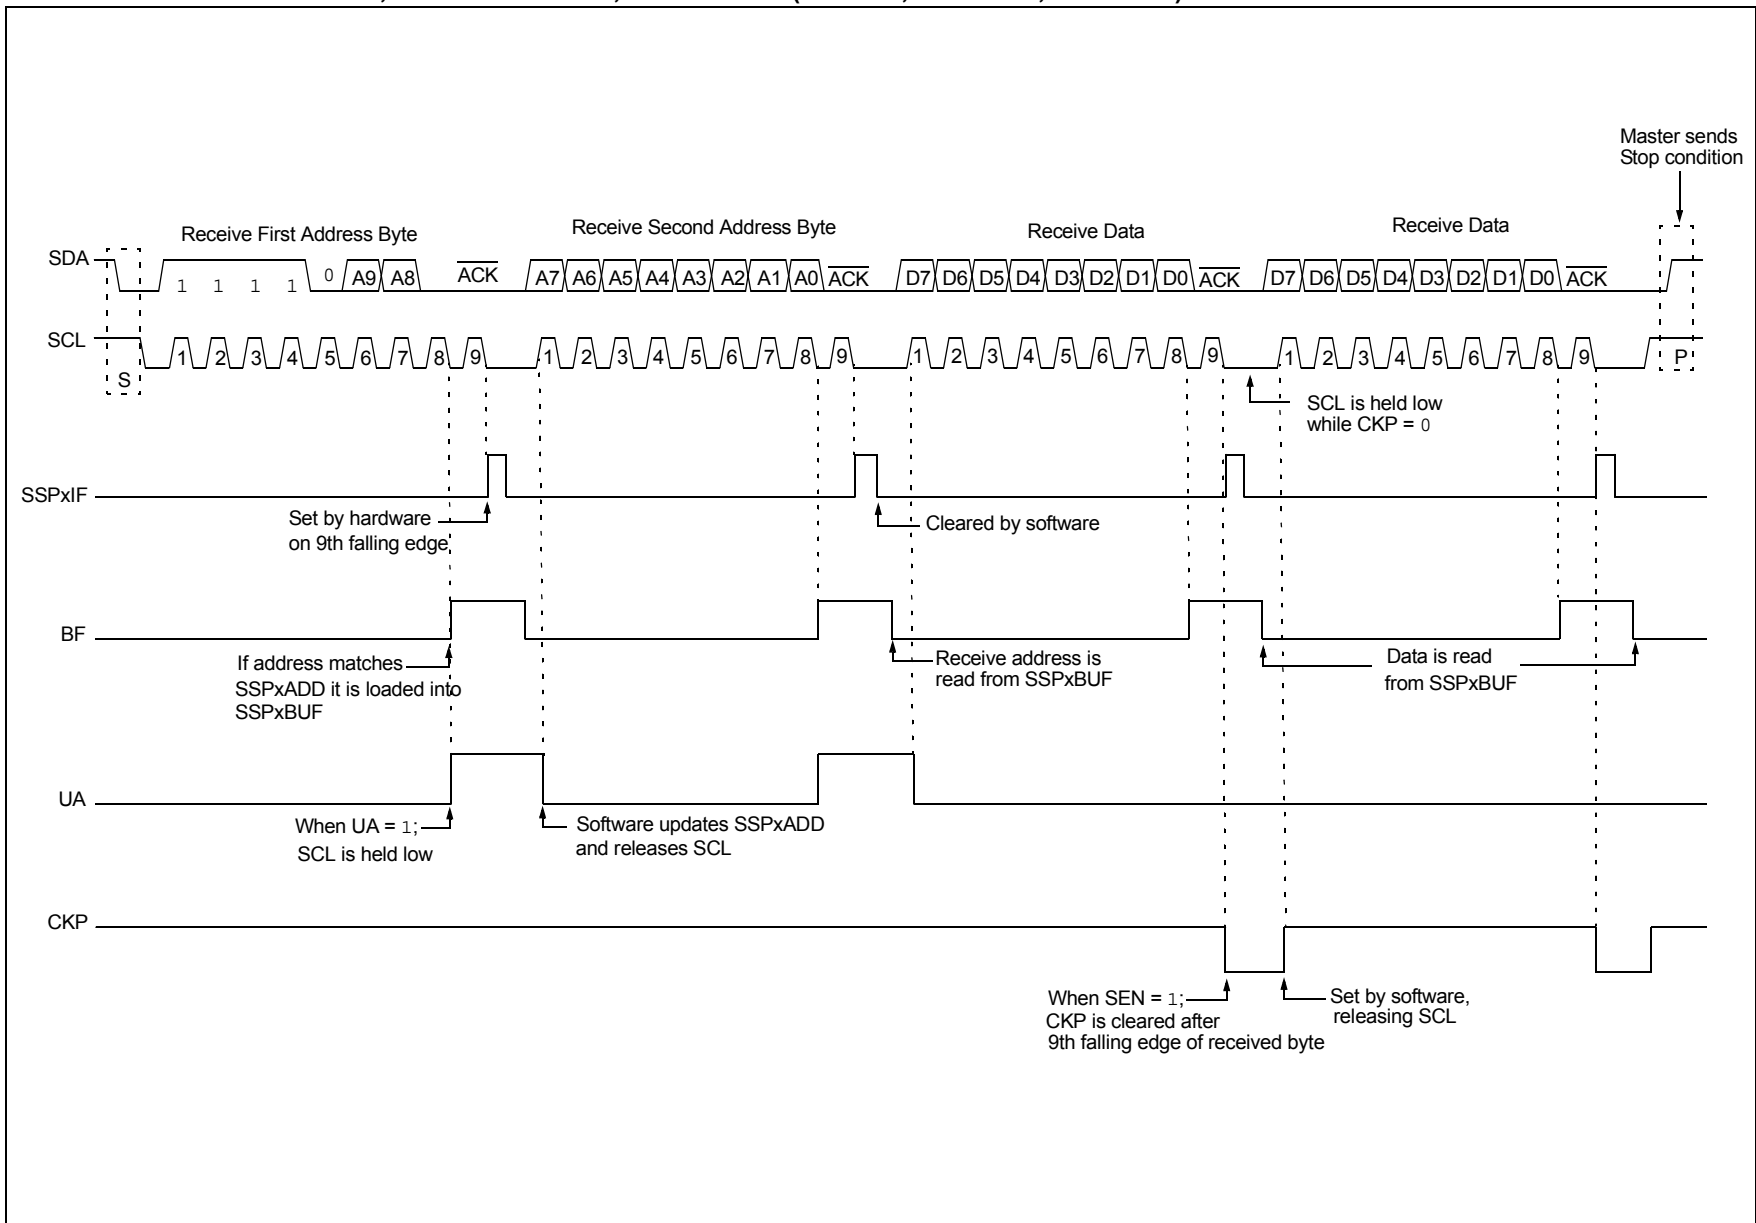 Master sends
Stop condition
Receive First Address Byte
Receive Second Address Byte
Receive Data
Receive Data
SDA
1 1 1 1 0 A9 A8 ACK A7 A6 A5 A4 A3 A2 A1 A0 ACK D7 D6 D5 D4 D3 D2 D1 D0 ACK D7 D6 D5 D4 D3 D2 D1 D0 ACK
SCL
S
1 2 3 4 5 6 7 8 9 1 2 3 4 5 6 7 8 9 1 2 3 4 5 6 7 8 9 1 2 3 4 5 6 7 8 9
P
SCL is held low
while CKP = 0
SSPxIF
Set by hardware
on 9th falling edge
Cleared by software
BF
If address matches
SSPxADD it is loaded into
SSPxBUF
Receive address is
read from SSPxBUF
Data is read
from SSPxBUF
UA
When UA = 1;
SCL is held low
Software updates SSPxADD
and releases SCL
CKP
When SEN = 1;
CKP is cleared after
9th falling edge of received byte
Set by software,
releasing SCL